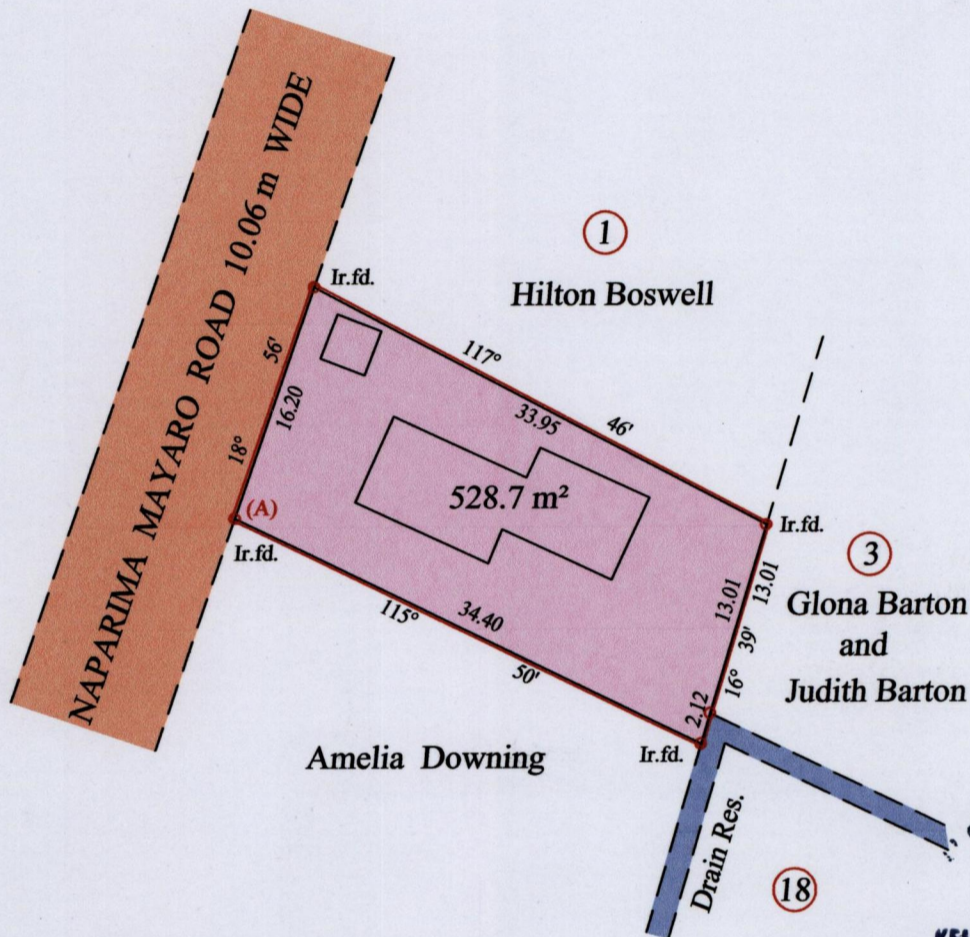 NAPARIMA MAYARO ROAD 10.06 m WIDE
1
Hilton Boswell
Ir.fd.
117°
33.95
46'
56'
16.20
18°
(A)
Ir.fd.
528.7 m²
Ir.fd.
13.01
13.01
39'
16°
2.12
3
Glona Barton
and
Judith Barton
115°
34.40
50'
Amelia Downing
Ir.fd.
Drain Res.
18